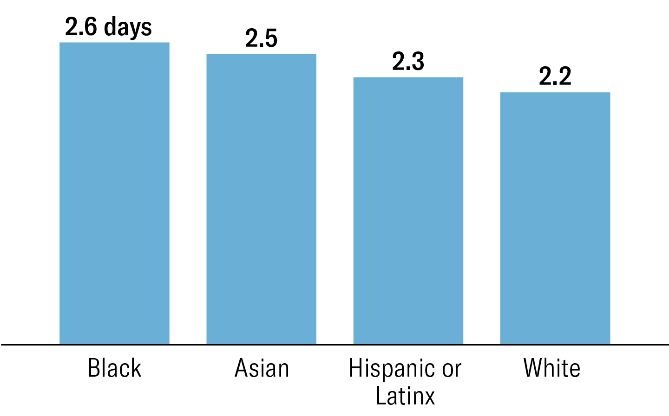 2.6 days
2.5
2.3
2.2
Black
Asian
Hispanic or
Latinx
White